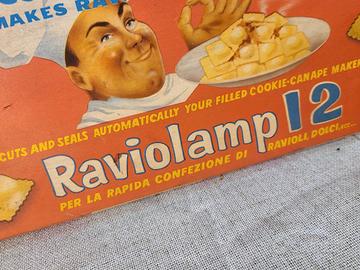 MAKES RA
CUTS AND SEALS AUTOMATICALLY YOUR FILLED COOKIE-CANAPE MAKER
Raviolamp 12
PER LA RAPIDA CONFEZIONE DI RAVIOLI, DOLCI, ECC...